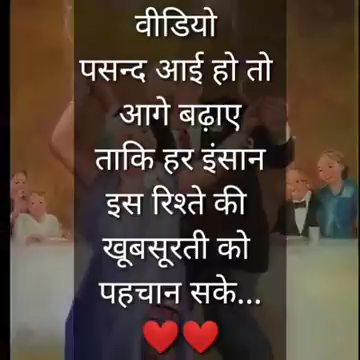 वीडियो
पसन्द आई हो तो
आगे बढ़ाए
ताकि हर इंसान
इस रिश्ते की
खूबसूरती को
पहचान सके...
❤❤